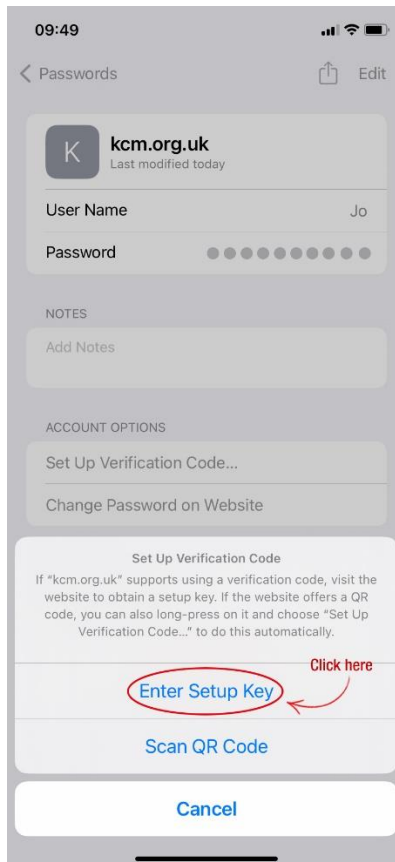 09:49
Passwords
Edit
K
kcm.org.uk
Last modified today
User Name
Jo
Password
NOTES
Add Notes
ACCOUNT OPTIONS
Set Up Verification Code...
Change Password on Website
Set Up Verification Code
If “kcm.org.uk” supports using a verification code, visit the
website to obtain a setup key. If the website offers a QR
code, you can also long-press on it and choose “Set Up
Verification Code...” to do this automatically.
Click here
Enter Setup Key
Scan QR Code
Cancel